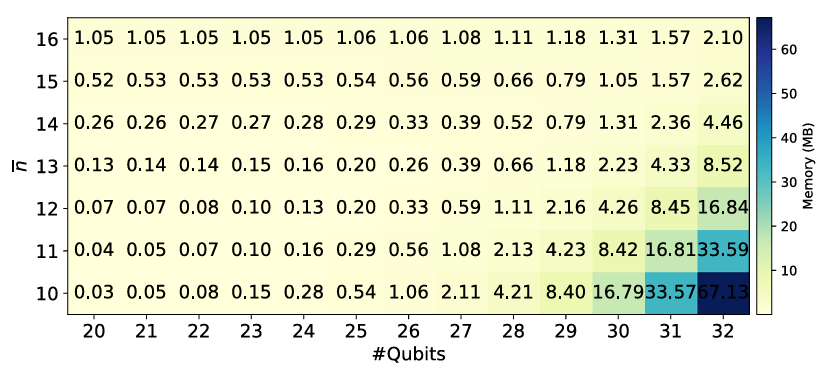 16 1.05 1.05 1.05 1.05 1.05 1.06 1.06 1.08 1.11 1.18 1.31 1.57 2.10
15 0.52 0.53 0.53 0.53 0.53 0.54 0.56 0.59 0.66 0.79 1.05 1.57 2.62
14 0.26 0.26 0.27 0.27 0.28 0.29 0.33 0.39 0.52 0.79 1.31 2.36 4.46
13 0.13 0.14 0.14 0.15 0.16 0.20 0.26 0.39 0.66 1.18 2.23 4.33 8.52
12 0.07 0.07 0.08 0.10 0.13 0.20 0.33 0.59 1.11 2.16 4.26 8.45 16.84
11 0.04 0.05 0.07 0.10 0.16 0.29 0.56 1.08 2.13 4.23 8.42 16.81 33.59
10 0.03 0.05 0.08 0.15 0.28 0.54 1.06 2.11 4.21 8.40 16.79 33.57 67.13
20 21 22 23 24 25 26 27 28 29 30 31 32
#Qubits
n̅
60
50
40
30
20
10
Memory (MB)